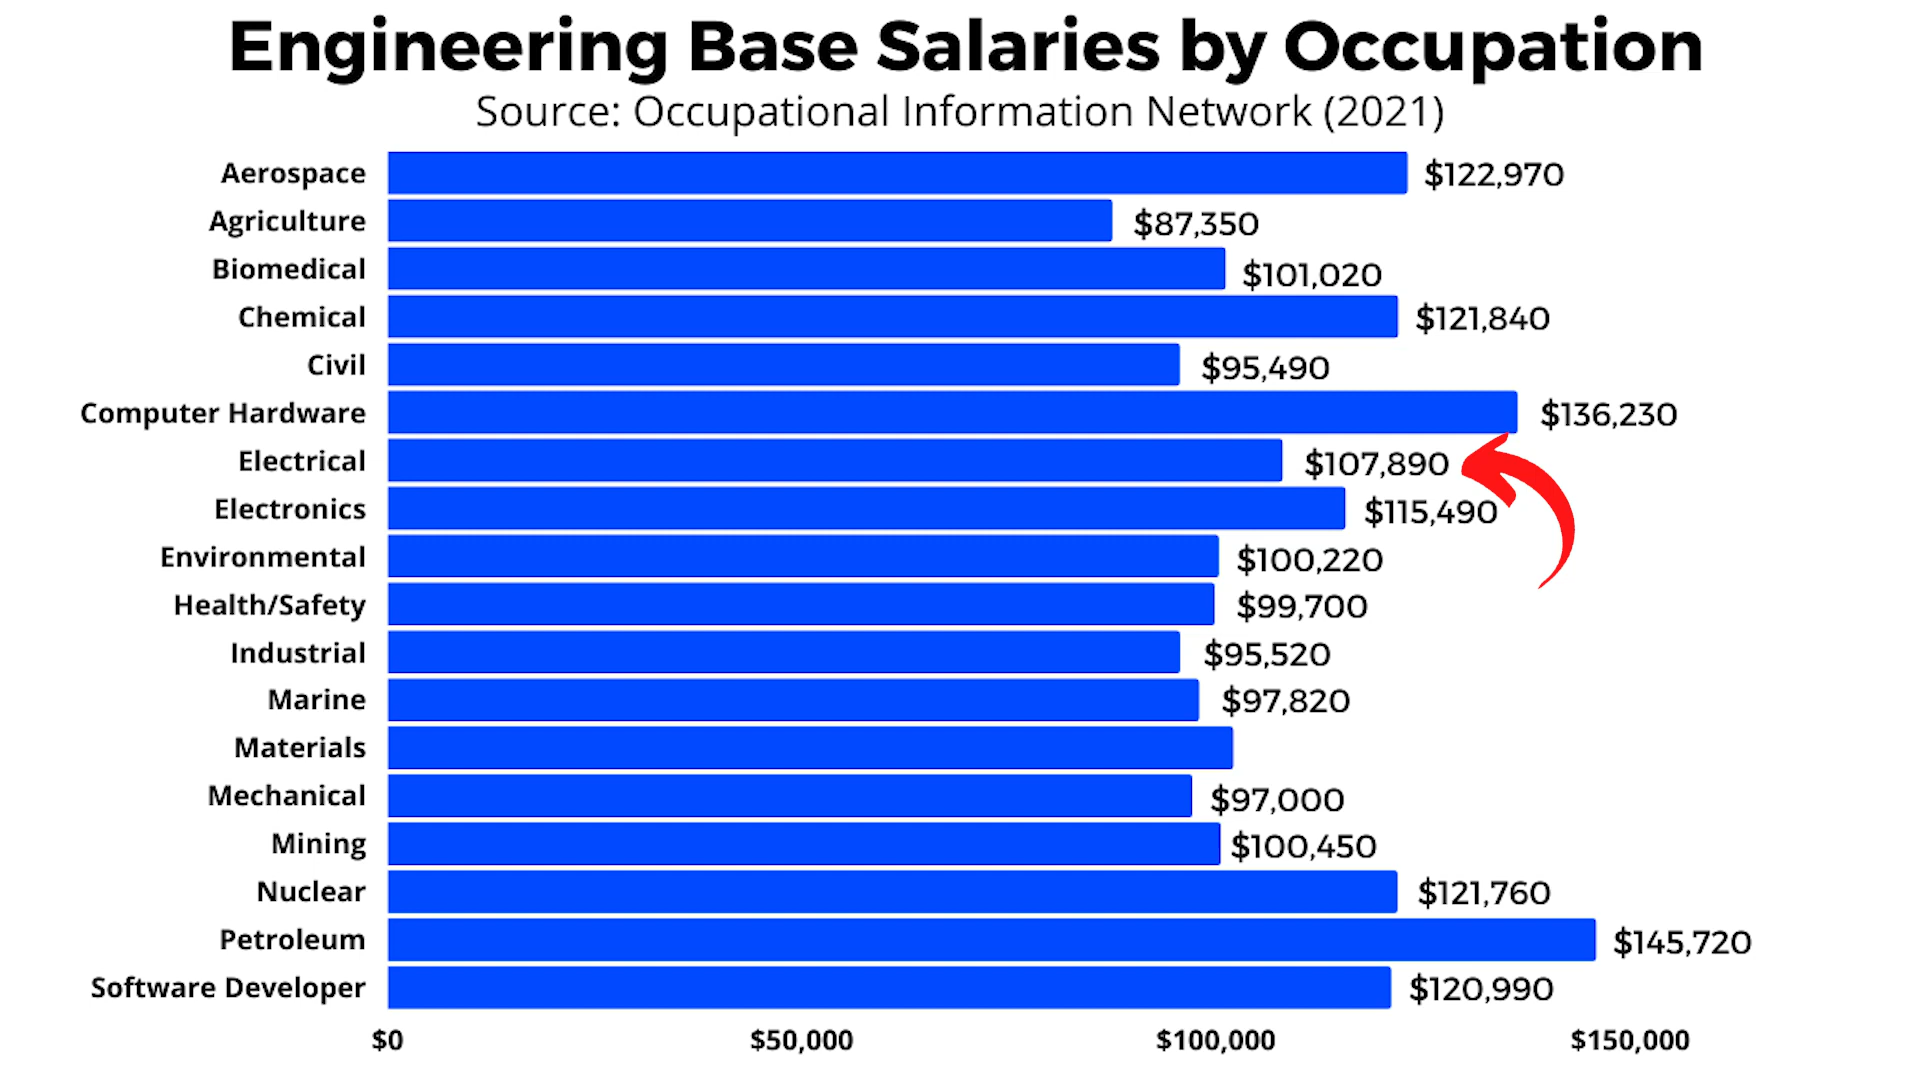 Engineering Base Salaries by Occupation
Source: Occupational Information Network (2021)
Aerospace $122,970
Agriculture $87,350
Biomedical $101,020
Chemical $121,840
Civil $95,490
Computer Hardware $136,230
Electrical $107,890
Electronics $115,490
Environmental $100,220
Health/Safety $99,700
Industrial $95,520
Marine $97,820
Materials
Mechanical $97,000
Mining $100,450
Nuclear $121,760
Petroleum $145,720
Software Developer $120,990
$0 $50,000 $100,000 $150,000